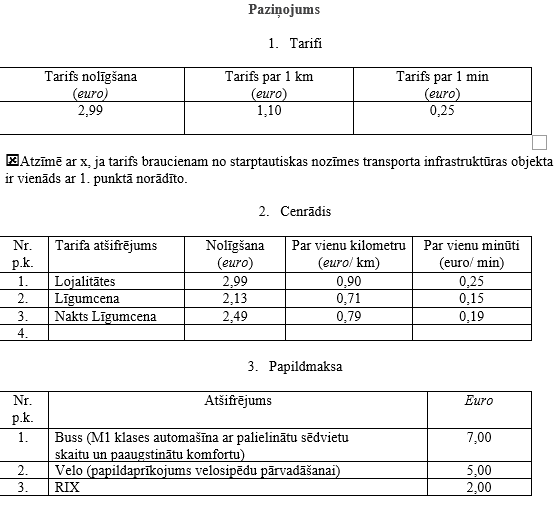 Paziņojums
1. Tarifi
Tarifs nolīgšana (euro) Tarifs par 1 km (euro) Tarifs par 1 min (euro)
2,99 1,10 0,25
☒Atzīmē ar x, ja tarifs braucienam no starptautiskas nozīmes transporta infrastruktūras objekta
ir vienāds ar 1. punktā norādīto.
2. Cenrādis
Nr. p.k. Tarifa atšifrējums Nolīgšana (euro) Par vienu kilometru (euro/ km) Par vienu minūti (euro/ min)
1. Lojalitātes 2,99 0,90 0,25
2. Līgumcena 2,13 0,71 0,15
3. Nakts Līgumcena 2,49 0,79 0,19
4.
3. Papildmaksa
Nr. p.k. Atšifrējums Euro
1. Buss (M1 klases automašīna ar palielinātu sēdvietu 7,00
skaitu un paaugstinātu komfortu)
2. Velo (papildaprīkojums velosipēdu pārvadāšanai) 5,00
3. RIX 2,00